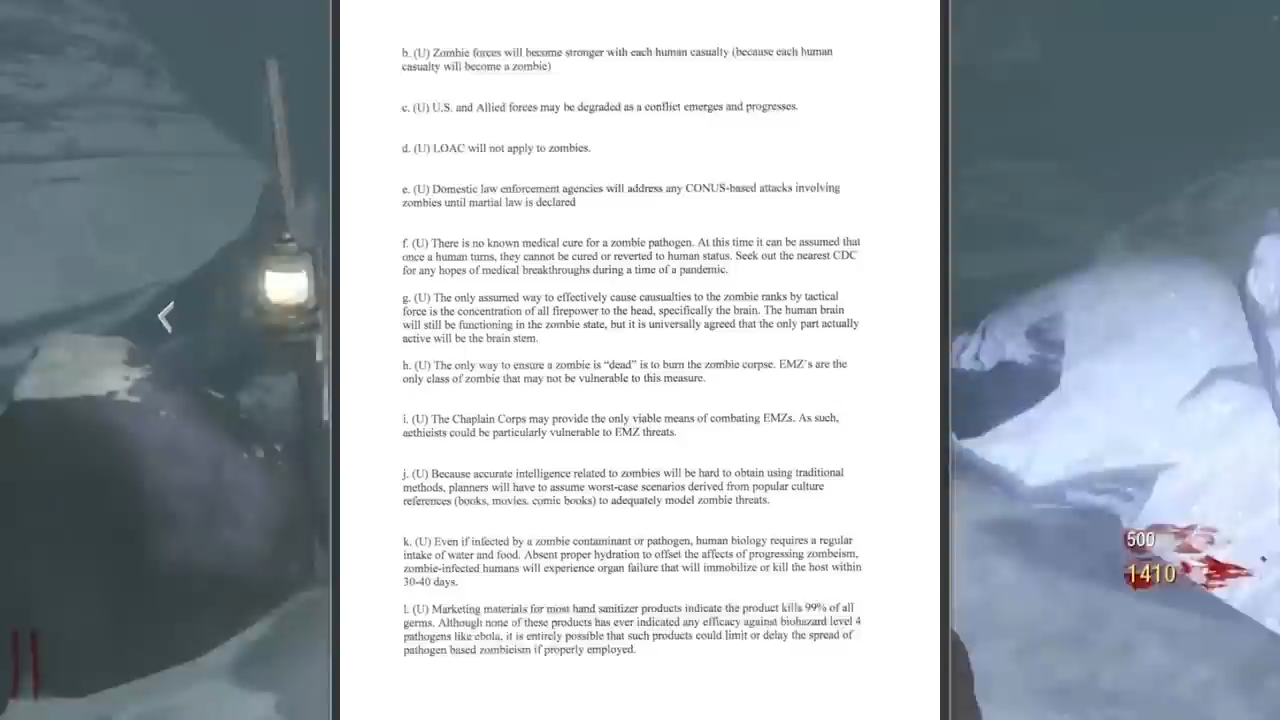 b. (U) Zombie forces will become stronger with each human casualty (because each human
casualty will become a zombie)
c. (U) U.S. and Allied forces may be degraded as a conflict emerges and progresses.
d. (U) LOAC will not apply to zombies.
e. (U) Domestic law enforcement agencies will address any CONUS-based attacks involving
zombies until martial law is declared
f. (U) There is no known medical cure for a zombie pathogen. At this time it can be assumed that
once a human turns, they cannot be cured or reverted to human status. Seek out the nearest CDC
for any hopes of medical breakthroughs during a time of a pandemic.
g. (U) The only assumed way to effectively cause causualties to the zombie ranks by tactical
force is the concentration of all firepower to the head, specifically the brain. The human brain
will still be functioning in the zombie state, but it is universally agreed that the only part actually
active will be the brain stem.
h. (U) The only way to ensure a zombie is “dead” is to burn the zombie corpse. EMZ's are the
only class of zombie that may not be vulnerable to this measure.
i. (U) The Chaplain Corps may provide the only viable means of combating EMZs. As such,
aethieists could be particularly vulnerable to EMZ threats.
j. (U) Because accurate intelligence related to zombies will be hard to obtain using traditional
methods, planners will have to assume worst-case scenarios derived from popular culture
references (books, movies, comic books) to adequately model zombie threats.
k. (U) Even if infected by a zombie contaminant or pathogen, human biology requires a regular
intake of water and food. Absent proper hydration to offset the affects of progressing zombeism,
zombie-infected humans will experience organ failure that will immobilize or kill the host within
30-40 days.
l. (U) Marketing materials for most hand sanitizer products indicate the product kills 99% of all
germs. Although none of these products has ever indicated any efficacy against biohazard level 4
pathogens like ebola, it is entirely possible that such products could limit or delay the spread of
pathogen based zombieism if properly employed.
500
1410